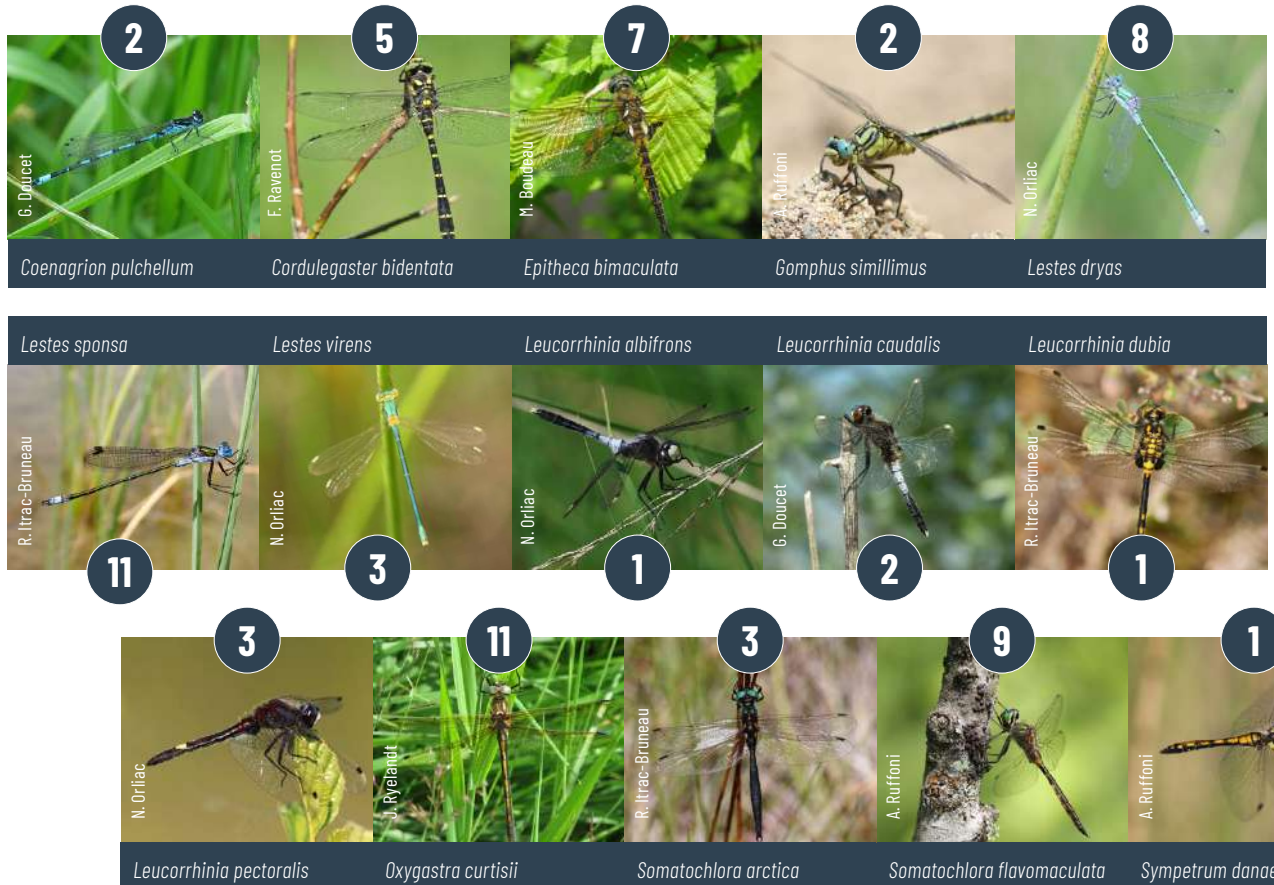 2
5
7
2
8
G. Doucet
F. Ravenot
M. Boudeau
A. Ruffoni
N. Orliac
Coenagrion pulchellum
Cordulegaster bidentata
Epitheca bimaculata
Gomphus simillimus
Lestes dryas
Lestes sponsa
Lestes virens
Leucorrhinia albifrons
Leucorrhinia caudalis
Leucorrhinia dubia
R. Itrac-Bruneau
N. Orliac
N. Orliac
G. Doucet
R. Itrac-Bruneau
11
3
1
2
1
3
11
3
9
1
N. Orliac
J. Ryelandt
R. Itrac-Bruneau
A. Ruffoni
A. Ruffoni
Leucorrhinia pectoralis
Oxygastra curtisii
Somatochlora arctica
Somatochlora flavomaculata
Sympetrum danae